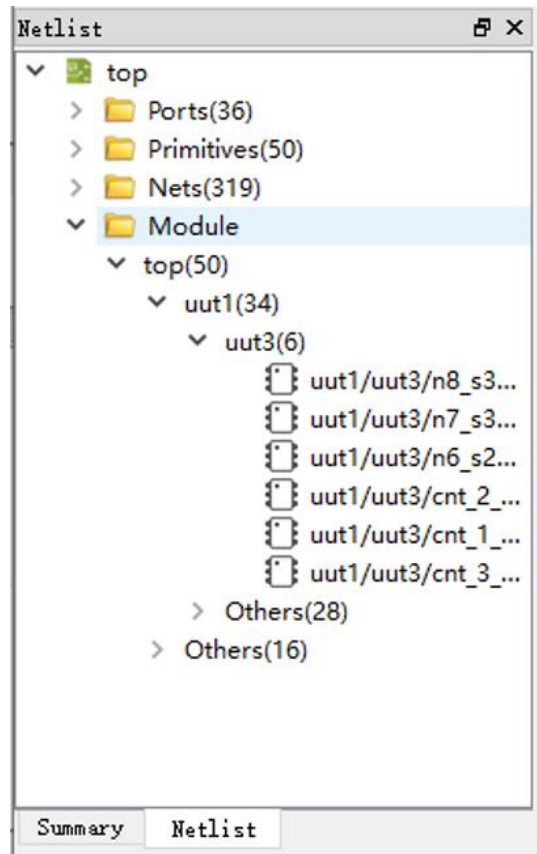 Netlist
top
Ports(36)
Primitives(50)
Nets(319)
Module
top(50)
uut1(34)
uut3(6)
uut1/uut3/n8_s3...
uut1/uut3/n7_s3...
uut1/uut3/n6_s2...
uut1/uut3/cnt_2_...
uut1/uut3/cnt_1_...
uut1/uut3/cnt_3_...
Others(28)
Others(16)
Summary Netlist